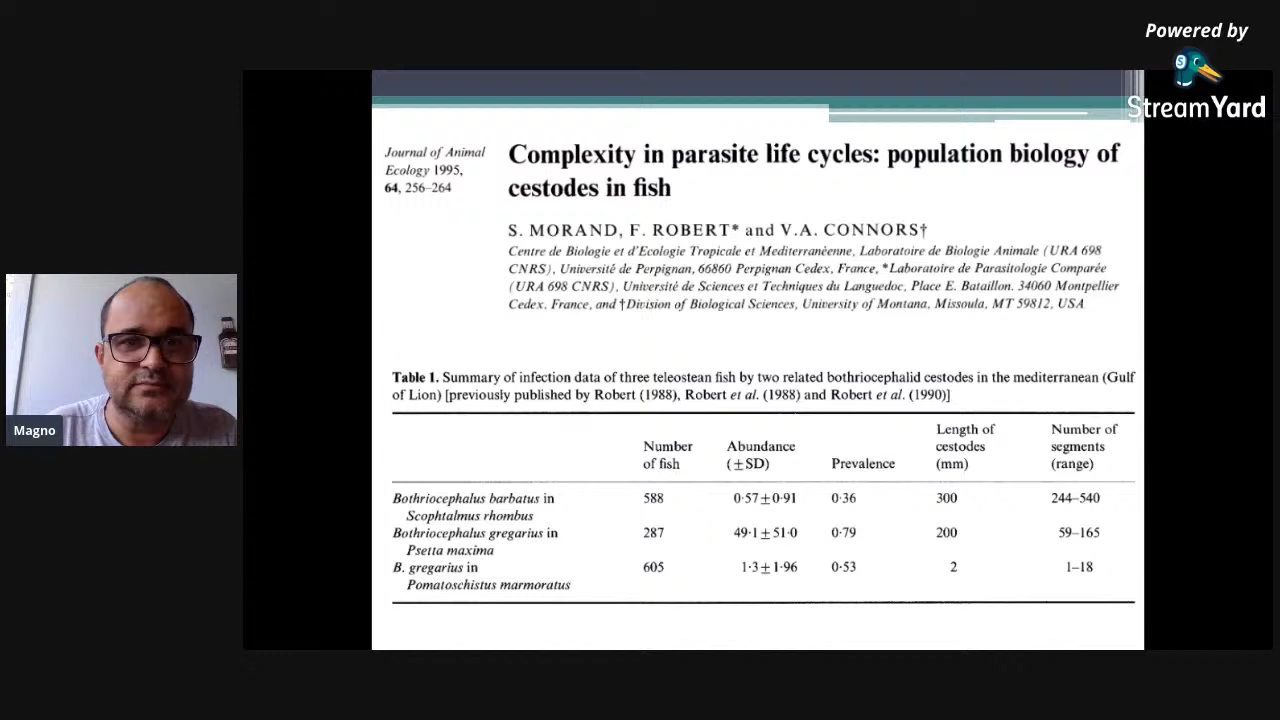 Powered by
StreamYard
Journal of Animal
Ecology 1995,
64, 256–264
Complexity in parasite life cycles: population biology of
cestodes in fish
S. MORAND, F. ROBERT* and V.A. CONNORS†
Centre de Biologie et d'Ecologie Tropicale et Mediterranéenne, Laboratoire de Biologie Animale (URA 698
CNRS), Université de Perpignan, 66860 Perpignan Cedex, France, *Laboratoire de Parasitologie Comparée
(URA 698 CNRS), Université de Sciences et Techniques du Languedoc, Place E. Bataillon. 34060 Montpellier
Cedex. France, and †Division of Biological Sciences, University of Montana, Missoula, MT 59812, USA
Table 1. Summary of infection data of three teleostean fish by two related bothriocephalid cestodes in the mediterranean (Gulf
of Lion) [previously published by Robert (1988), Robert et al. (1988) and Robert et al. (1990)]
Number of fish Abundance (±SD) Prevalence Length of cestodes (mm) Number of segments (range)
Bothriocephalus barbatus in 588 0·57±0·91 0·36 300 244–540
Scophtalmus rhombus
Bothriocephalus gregarius in 287 49·1±51·0 0·79 200 59–165
Psetta maxima
B. gregarius in 605 1·3±1·96 0·53 2 1–18
Pomatoschistus marmoratus
Magno